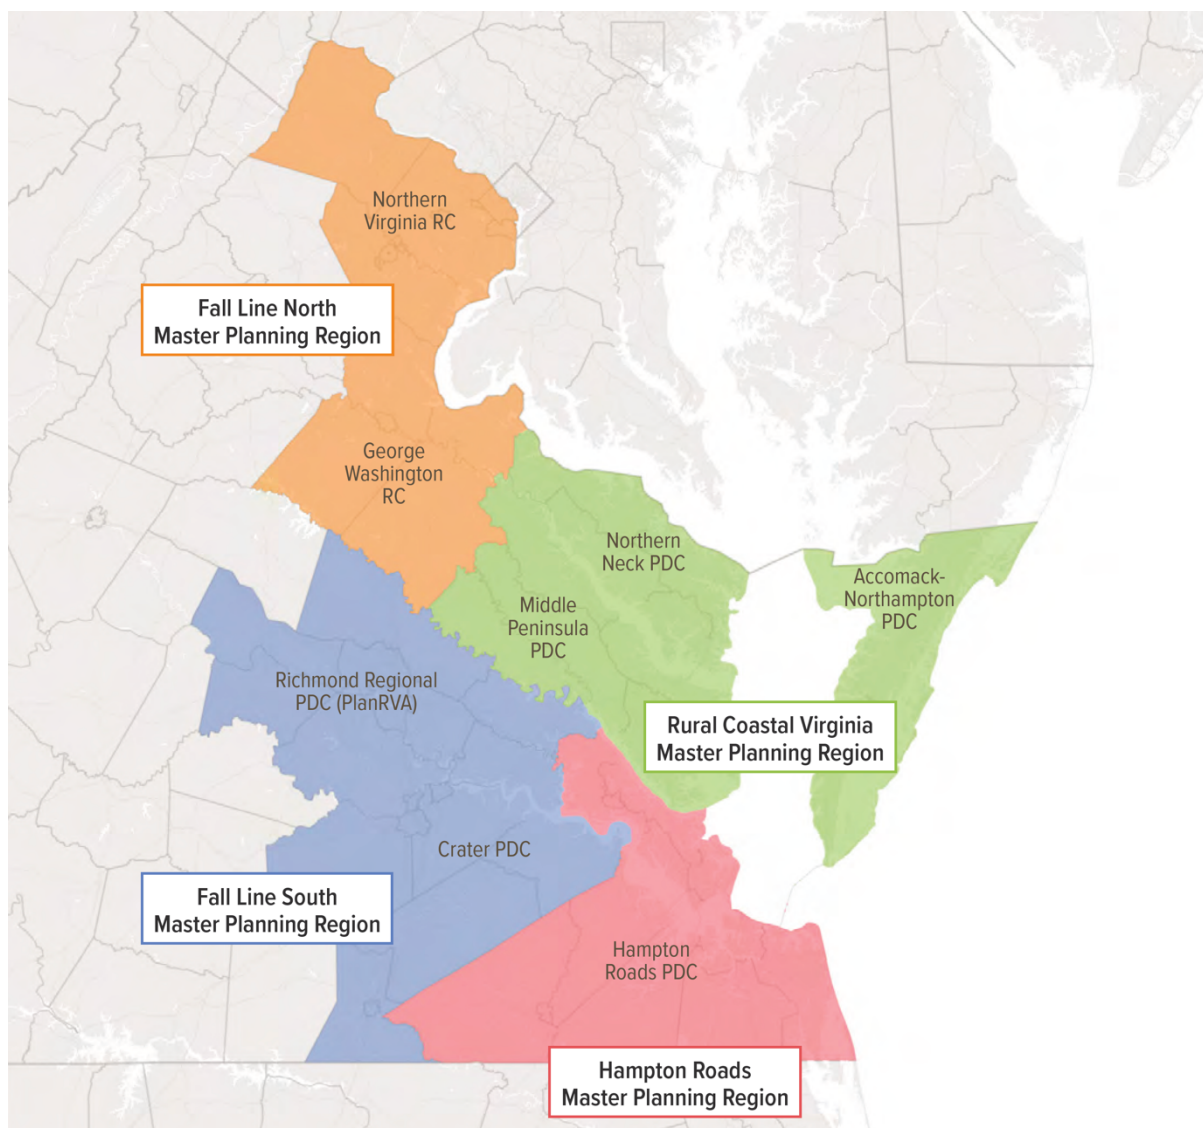 Northern
Virginia RC
Fall Line North
Master Planning Region
George
Washington
RC
Northern
Neck PDC
Accomack-
Northampton
PDC
Middle
Peninsula
PDC
Richmond Regional
PDC (PlanRVA)
Rural Coastal Virginia
Master Planning Region
Crater PDC
Fall Line South
Master Planning Region
Hampton
Roads PDC
Hampton Roads
Master Planning Region